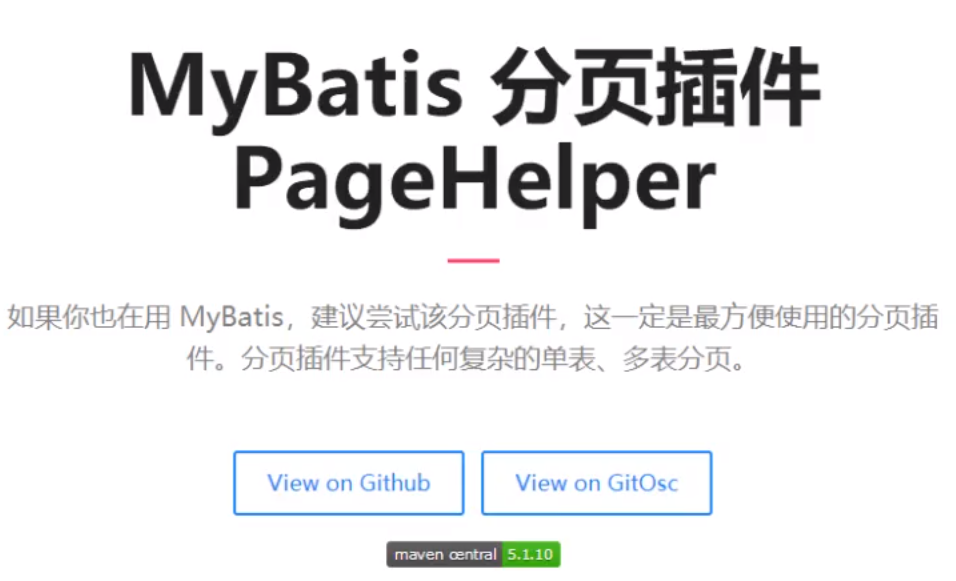 MyBatis 分页插件
PageHelper
如果你也在用 MyBatis，建议尝试该分页插件，这一定是最方便使用的分页插
件。分页插件支持任何复杂的单表、多表分页。
View on Github View on GitOsc
maven central 5.1.10